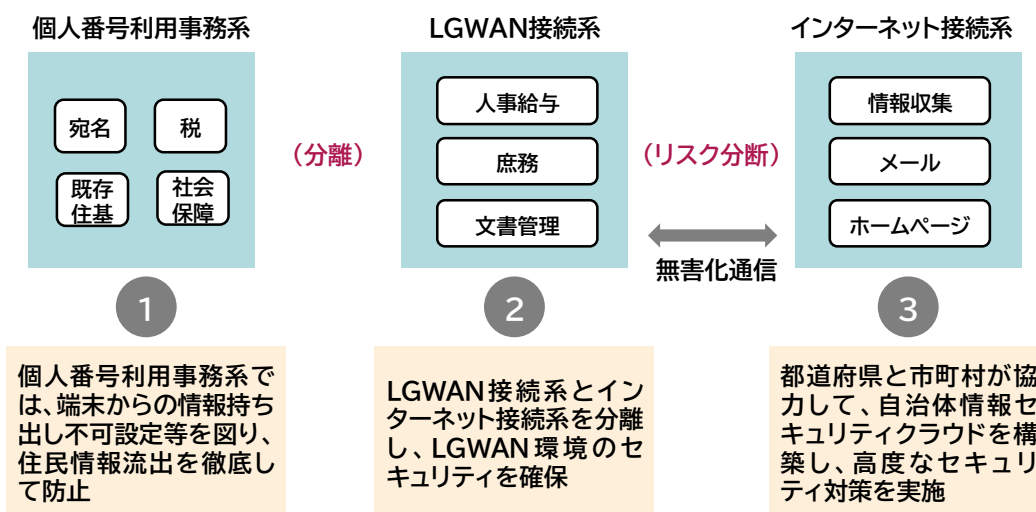 個人番号利用事務系
LGWAN接続系
インターネット接続系
宛名
税
既存
住基
社会
保障
（分離）
人事給与
庶務
文書管理
（リスク分断）
無害化通信
情報収集
メール
ホームページ
1
2
3
個人番号利用事務系で
は、端末からの情報持ち
出し不可設定等を図り、
住民情報流出を徹底し
て防止
LGWAN接続系とイン
ターネット接続系を分離
し、LGWAN環境のセ
キュリティを確保
都道府県と市町村が協
力して、自治体情報セ
キュリティクラウドを構
築し、高度なセキュリ
ティ対策を実施